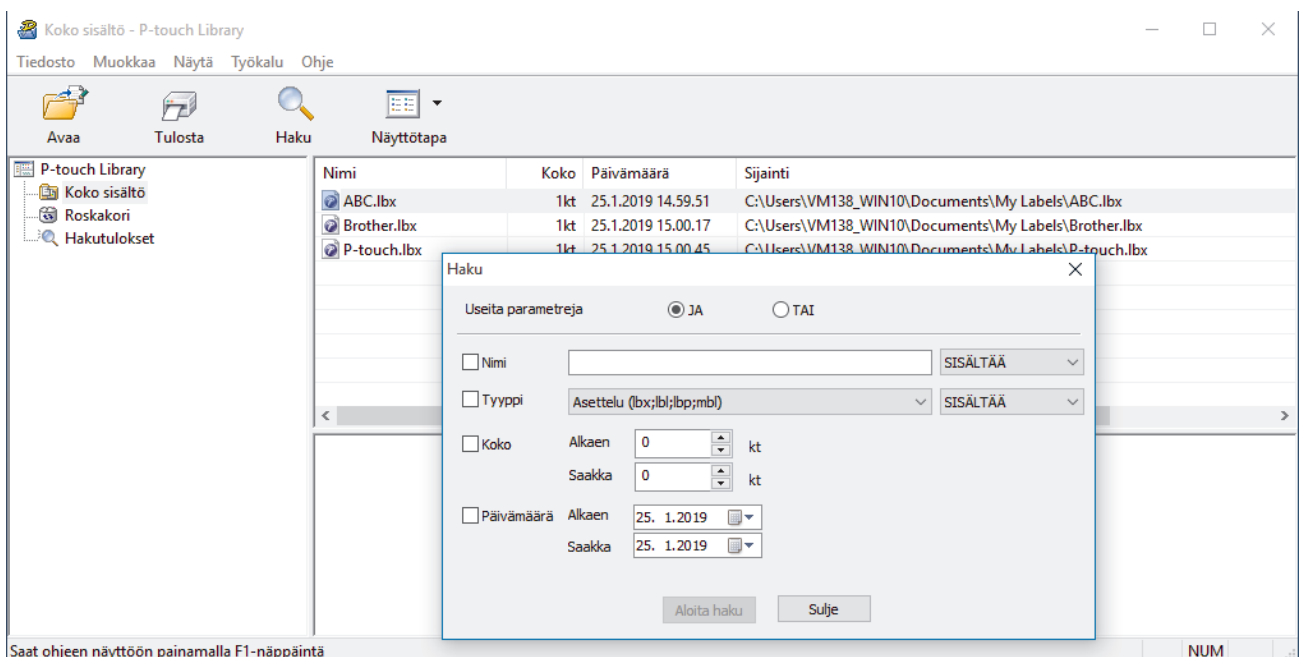 Koko sisältö - P-touch Library
Tiedosto Muokkaa Näytä Työkalu Ohje
Avaa Tulosta Haku Näyttötapa
P-touch Library
Koko sisältö
Roskakori
Hakutulokset
Nimi Koko Päivämäärä Sijainti
ABC.lbx 1kt 25.1.2019 14.59.51 C:\Users\VM138_WIN10\Documents\My Labels\ABC.lbx
Brother.lbx 1kt 25.1.2019 15.00.17 C:\Users\VM138_WIN10\Documents\My Labels\Brother.lbx
P-touch.lbx 1kt 25.1.2019 15.00.45 C:\Users\VM138_WIN10\Documents\My Labels\P-touch.lbx
Haku
Useita parametreja JA TAI
Nimi SISÄLTÄÄ
Tyyppi Asettelu (lbx;lbl;lbp;mbl) SISÄLTÄÄ
Koko Alkaen 0 kt
Saakka 0 kt
Päivämäärä Alkaen 25. 1.2019
Saakka 25. 1.2019
Aloita haku Sulje
Saat ohjeen näyttöön painamalla F1-näppäintä NUM